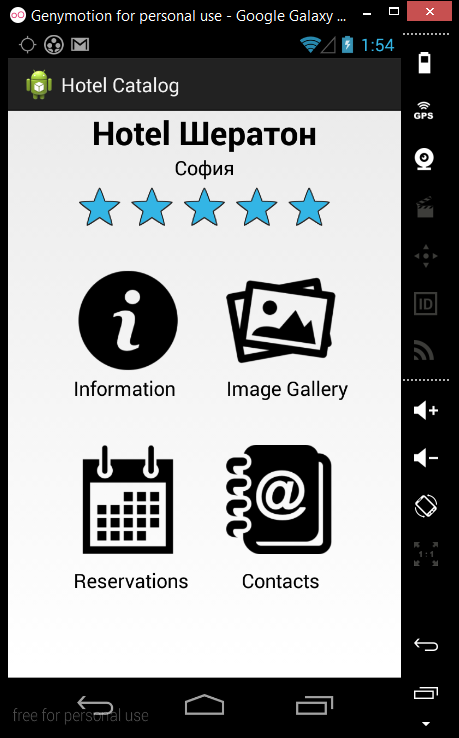 Genymotion for personal use - Google Galaxy ...
1:54
Hotel Catalog
GPS
Hotel Шератон
София
ID
Information
Image Gallery
Reservations
Contacts
1:1
free for personal use